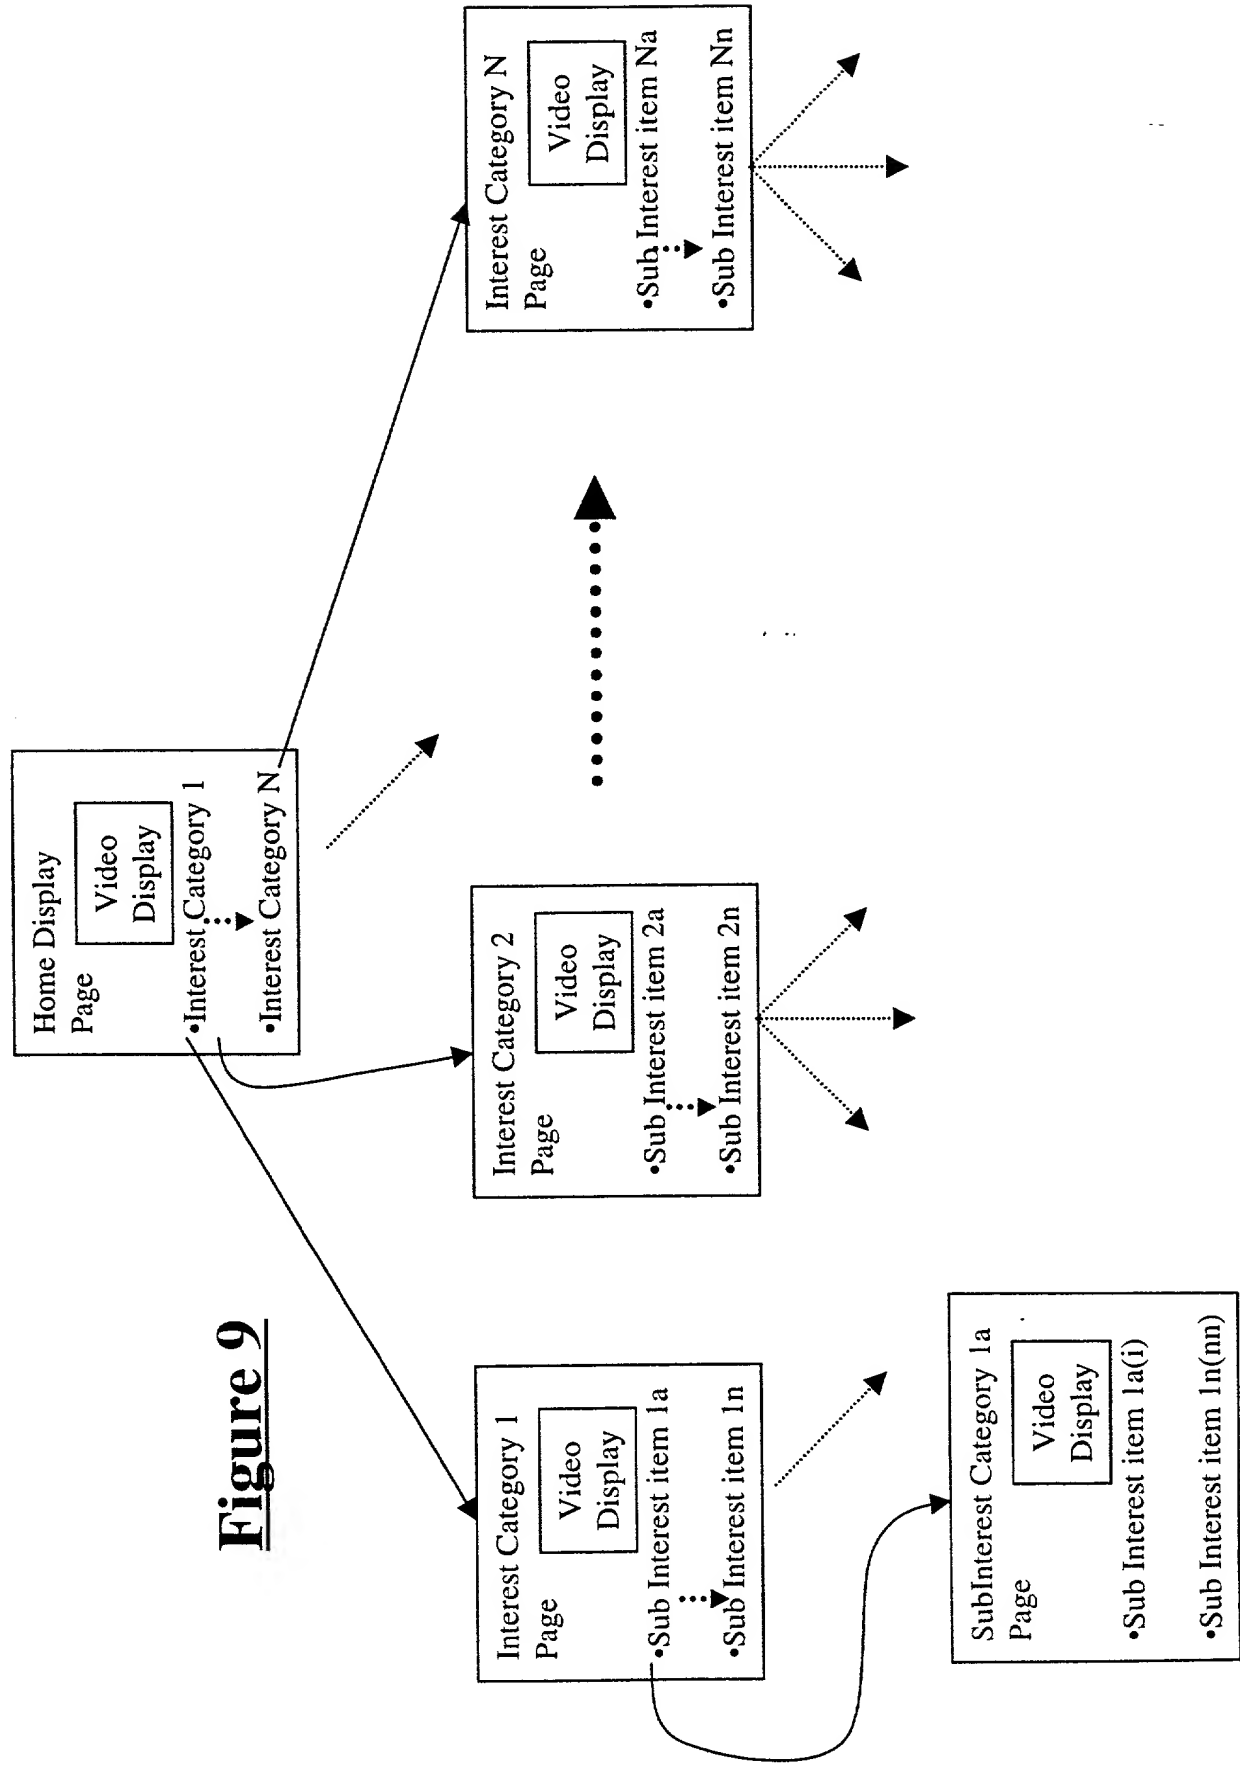 Figure 9
Home Display
Page
Video
Display
•Interest Category 1
•Interest Category N
Interest Category 1
Page
Video
Display
•Sub Interest item 1a
•Sub Interest item 1n
Interest Category 2
Page
Video
Display
•Sub Interest item 2a
•Sub Interest item 2n
Interest Category N
Page
Video
Display
•Sub Interest item Na
•Sub Interest item Nn
SubInterest Category 1a
Page
Video
Display
•Sub Interest item 1a(i)
•Sub Interest item 1n(nn)